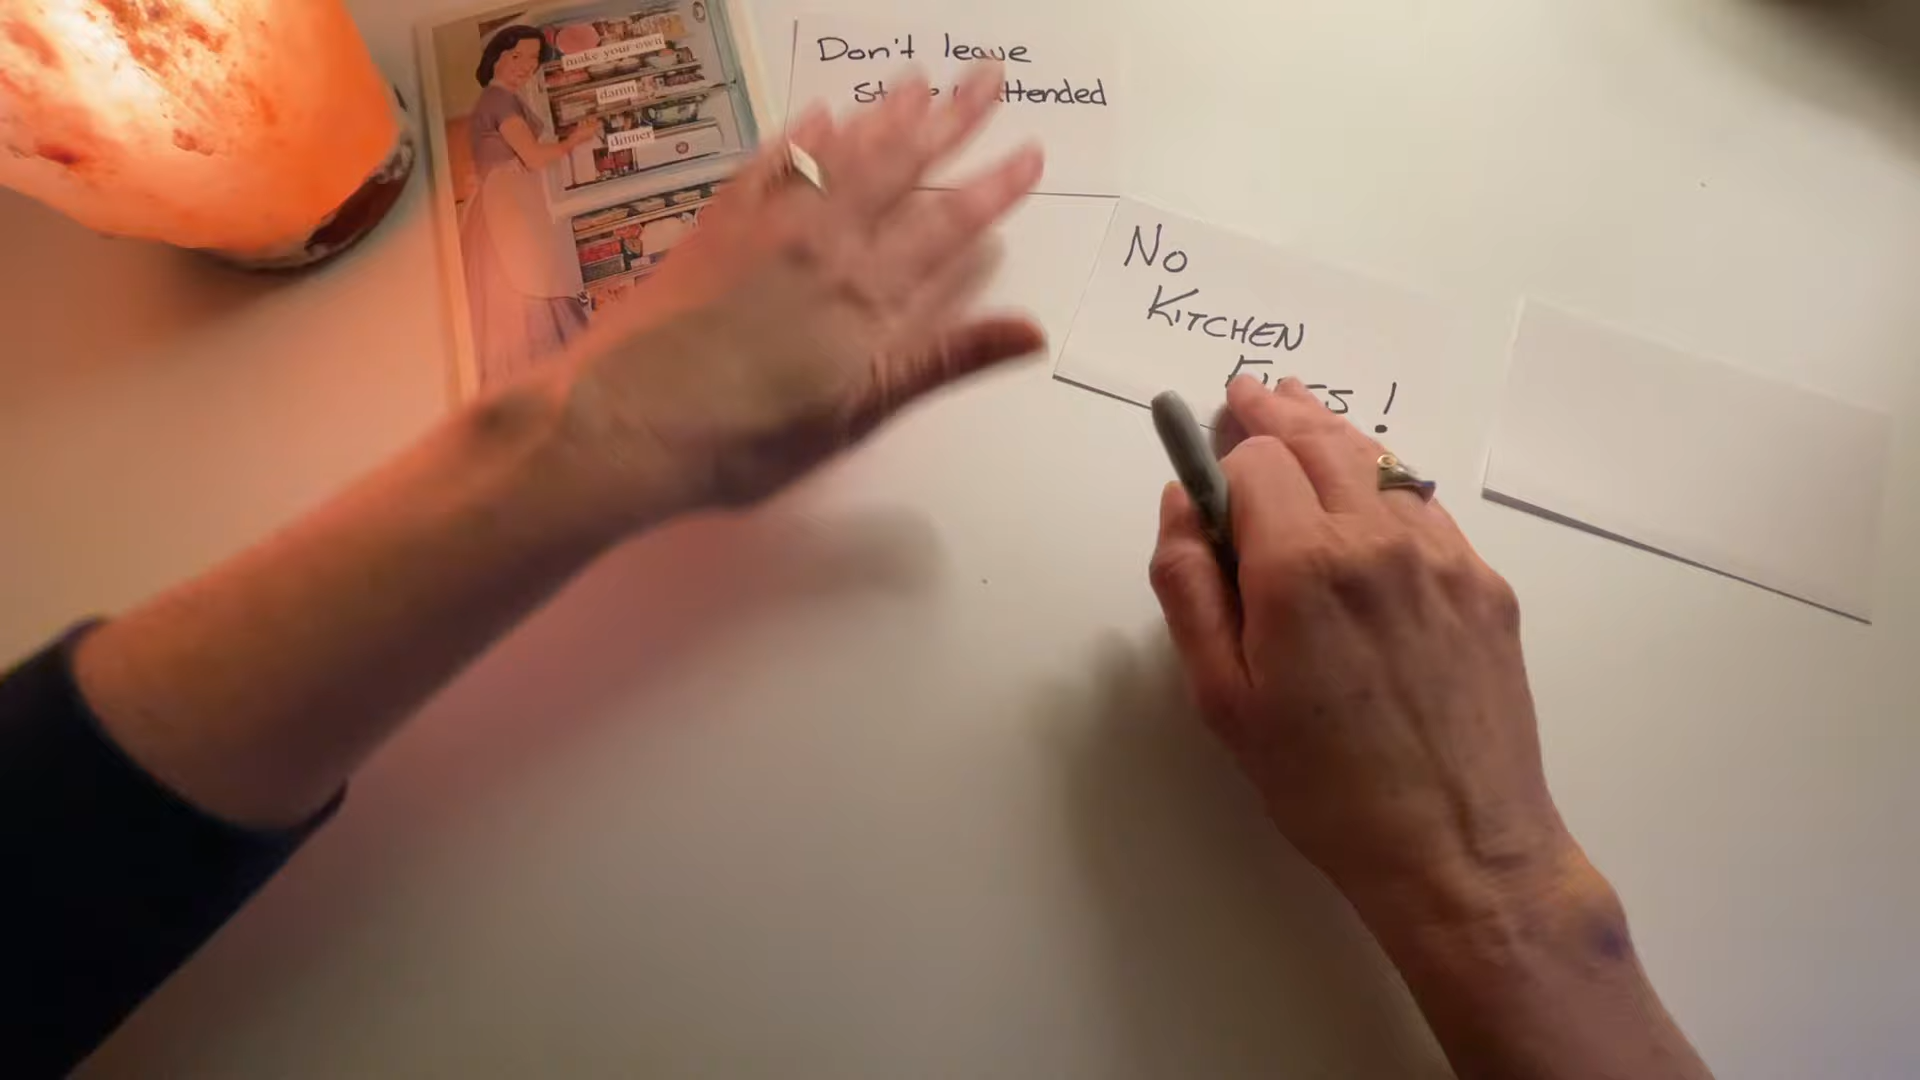 make your own
damn
dinner
Don't leave
No
KITCHEN
!